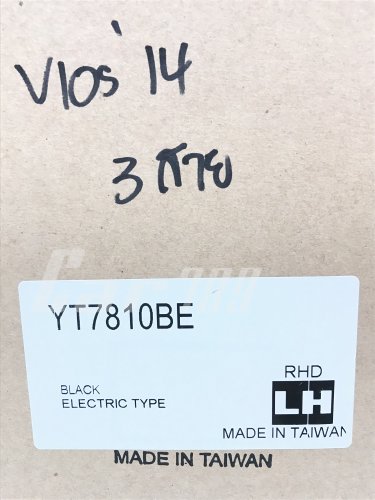 Vios'14
3 สาย
YT7810BE
BLACK
ELECTRIC TYPE
RHD
LH
MADE IN TAIWAN
MADE IN TAIWAN